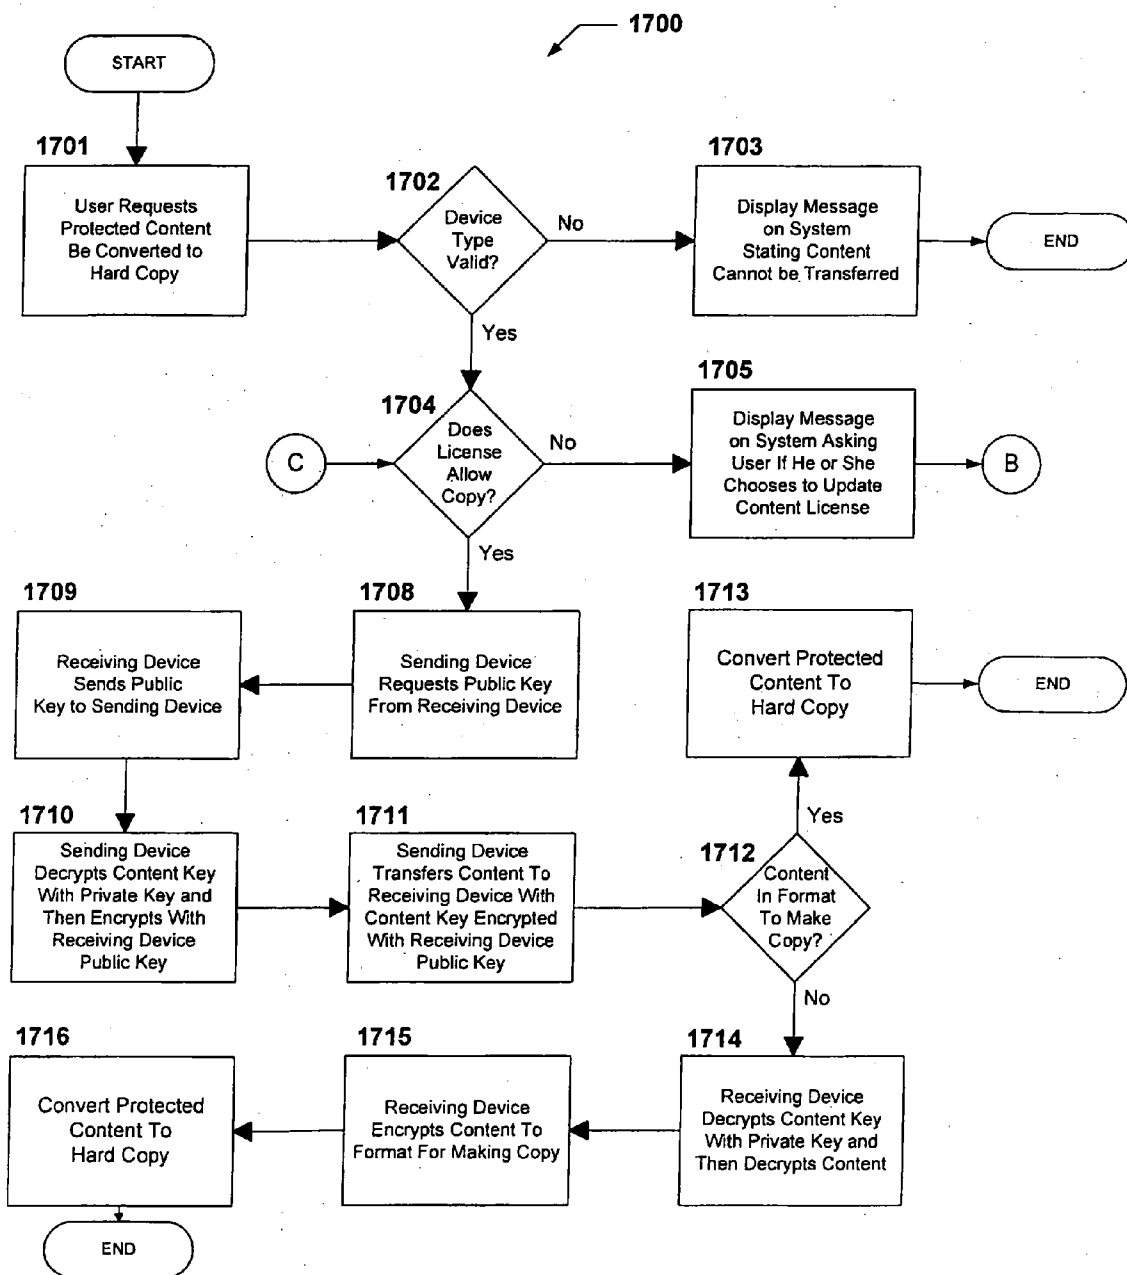 1700
START
1701
User Requests
Protected Content
Be Converted to
Hard Copy
1702
Device
Type
Valid?
No
1703
Display Message
on System
Stating Content
Cannot be Transferred
END
Yes
C
1704
Does
License
Allow
Copy?
No
1705
Display Message
on System Asking
User If He or She
Chooses to Update
Content License
B
Yes
1709
Receiving Device
Sends Public
Key to Sending Device
1708
Sending Device
Requests Public Key
From Receiving Device
1713
Convert Protected
Content To
Hard Copy
END
1710
Sending Device
Decrypts Content Key
With Private Key and
Then Encrypts With
Receiving Device
Public Key
1711
Sending Device
Transfers Content To
Receiving Device With
Content Key Encrypted
With Receiving Device
Public Key
Yes
1712
Content
In Format
To Make
Copy?
No
1716
Convert Protected
Content To
Hard Copy
1715
Receiving Device
Encrypts Content To
Format For Making Copy
1714
Receiving Device
Decrypts Content Key
With Private Key and
Then Decrypts Content
END